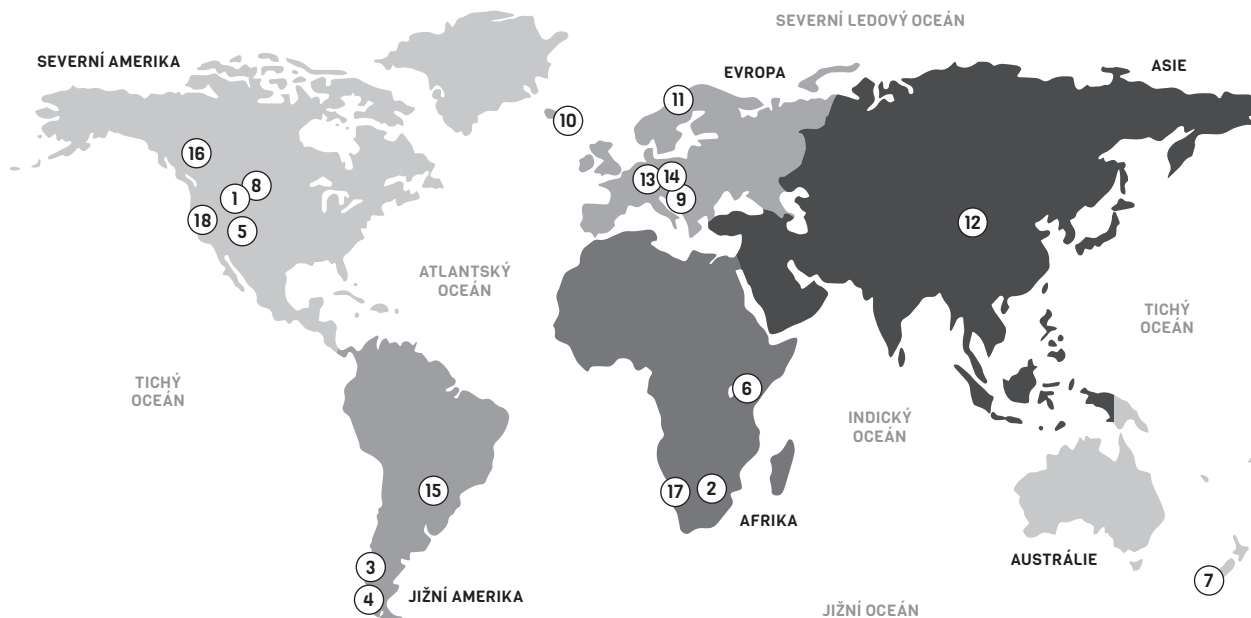 SEVERNÍ LEDOVÝ OCEÁN
SEVERNÍ AMERIKA
EVROPA
ASIE
11
10
16
13
14
8
1
9
18
5
12
ATLANTSKÝ
OCEÁN
TICHÝ
OCEÁN
TICHÝ
OCEÁN
6
INDICKÝ
OCEÁN
15
17
2
AFRIKA
AUSTRÁLIE
3
7
4
JIŽNÍ AMERIKA
JIŽNÍ OCEÁN